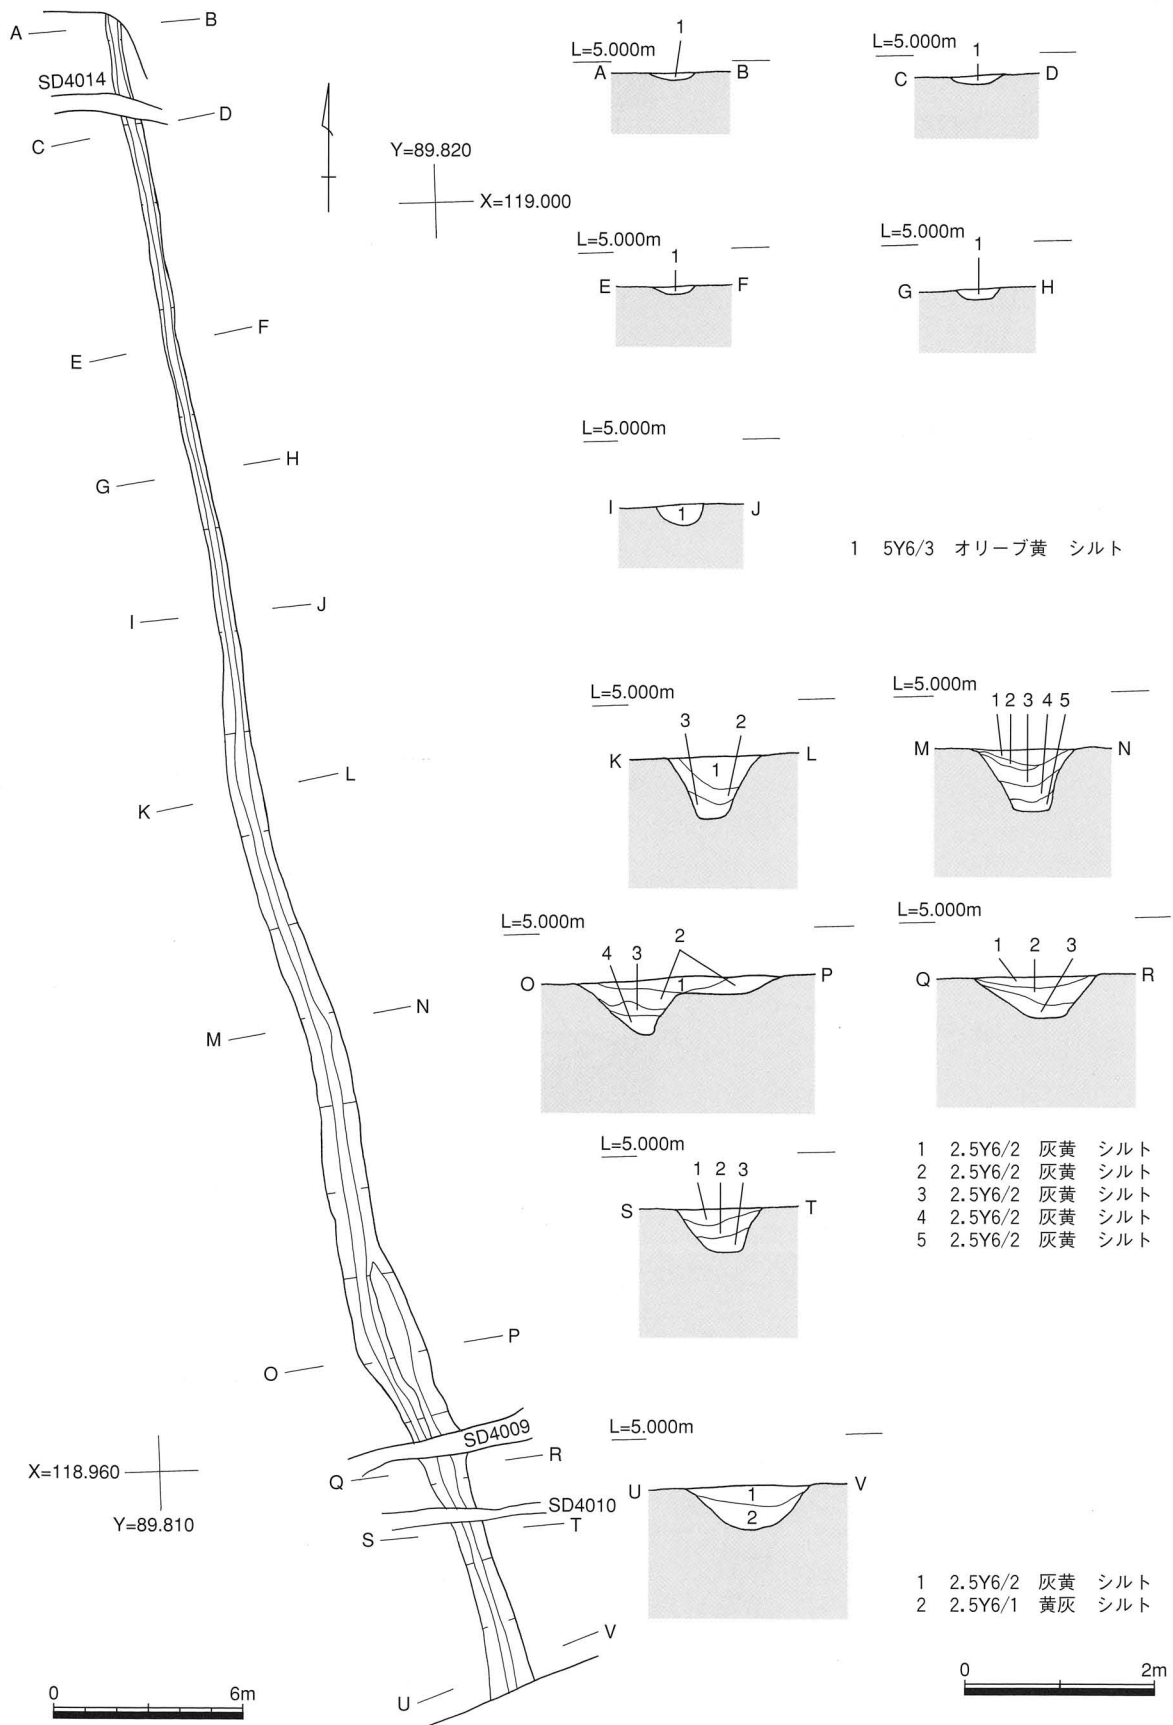 A
B
SD4014
C
D
Y=89.820
X=119.000
E
F
G
H
I
J
K
L
M
N
O
P
SD4009
Q
R
X=118.960
Y=89.810
SD4010
S
T
U
V
0 6m
L=5.000m
1
A B
L=5.000m
1
C D
L=5.000m
1
E F
L=5.000m
1
G H
L=5.000m
I 1 J
1 5Y6/3 オリーブ黄 シルト
L=5.000m
3 2
K 1 L
L=5.000m
1 2 3 4 5
M N
L=5.000m
4 3 2
O 1 P
L=5.000m
1 2 3
Q R
1 2.5Y6/2 灰黄 シルト
2 2.5Y6/2 灰黄 シルト
3 2.5Y6/2 灰黄 シルト
4 2.5Y6/2 灰黄 シルト
5 2.5Y6/2 灰黄 シルト
L=5.000m
1 2 3
S T
L=5.000m
U 1 V
2
1 2.5Y6/2 灰黄 シルト
2 2.5Y6/1 黄灰 シルト
0 2m